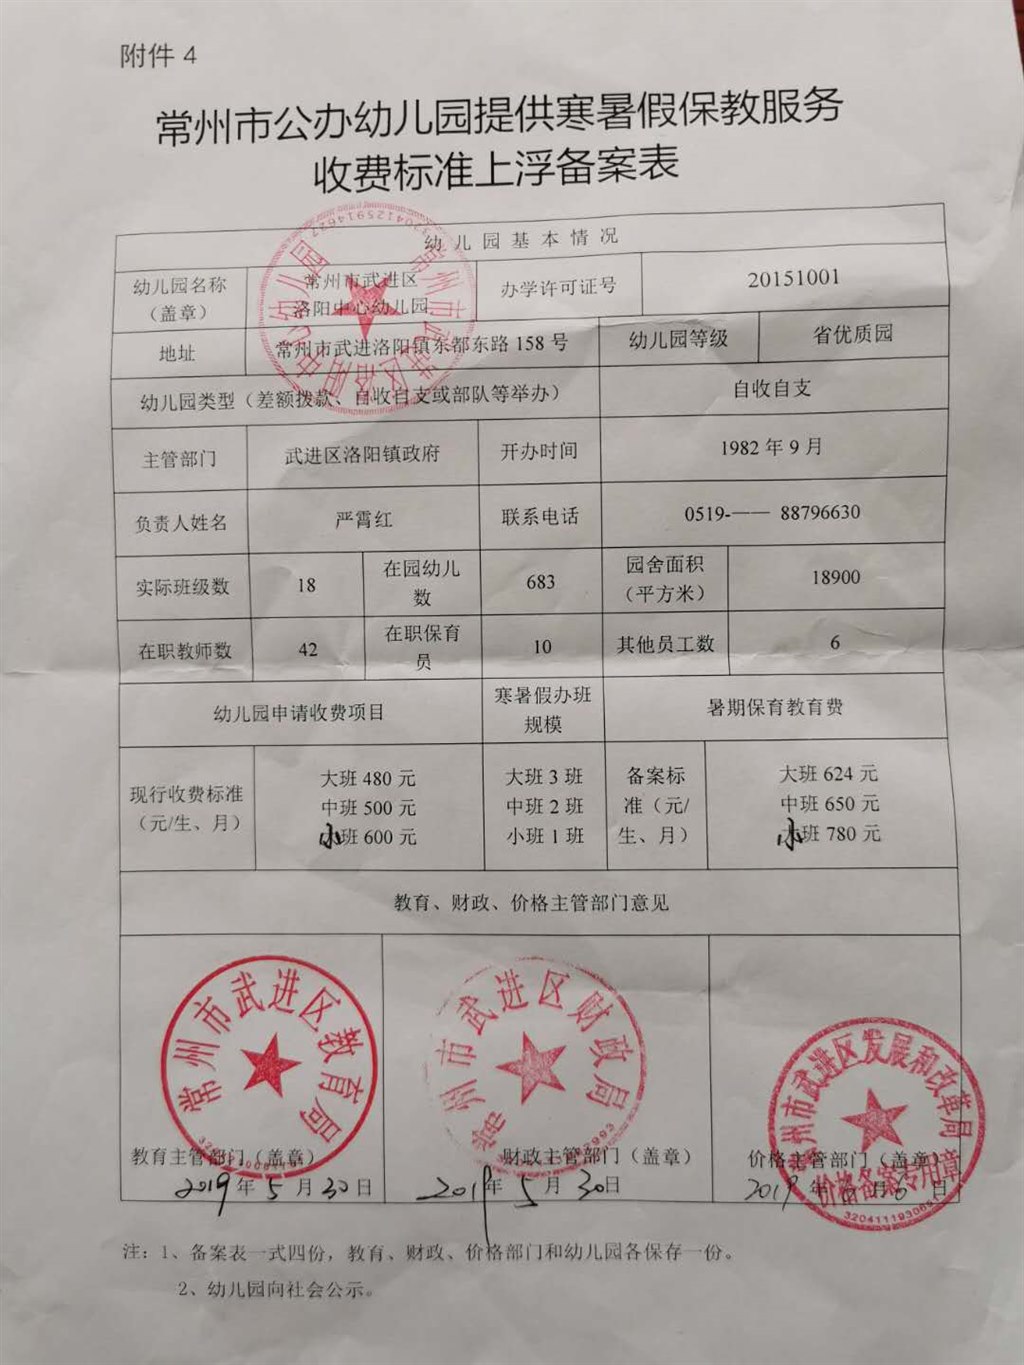 附件 4
常州市公办幼儿园提供寒暑假保教服务
收费标准上浮备案表
幼儿园基本情况
幼儿园名称
（盖章）
常州市武进区
洛阳中心幼儿园
办学许可证号
20151001
地址
常州市武进洛阳镇东都东路 158 号
幼儿园等级
省优质园
幼儿园类型（差额拨款、自收自支或部队等举办）
自收自支
主管部门
武进区洛阳镇政府
开办时间
1982 年 9 月
负责人姓名
严霄红
联系电话
0519-—— 88796630
实际班级数
18
在园幼儿
数
683
园舍面积
（平方米）
18900
在职教师数
42
在职保育
员
10
其他员工数
6
幼儿园申请收费项目
寒暑假办班
规模
暑期保育教育费
现行收费标准
（元/生、月）
大班 480 元
中班 500 元
小班 600 元
大班 3 班
中班 2 班
小班 1 班
备案标
准（元/
生、月）
大班 624 元
中班 650 元
小班 780 元
教育、财政、价格主管部门意见
常州市武进区教育局
教育主管部门（盖章）
2019 年 5 月 30 日
常州市武进区财政局
财政主管部门（盖章）
2019 年 5 月 30 日
常州市武进区发展和改革局
价格备案专用章
价格主管部门（盖章）
2019 年 6 月 6 日
注：1、备案表一式四份，教育、财政、价格部门和幼儿园各保存一份。
2、幼儿园向社会公示。